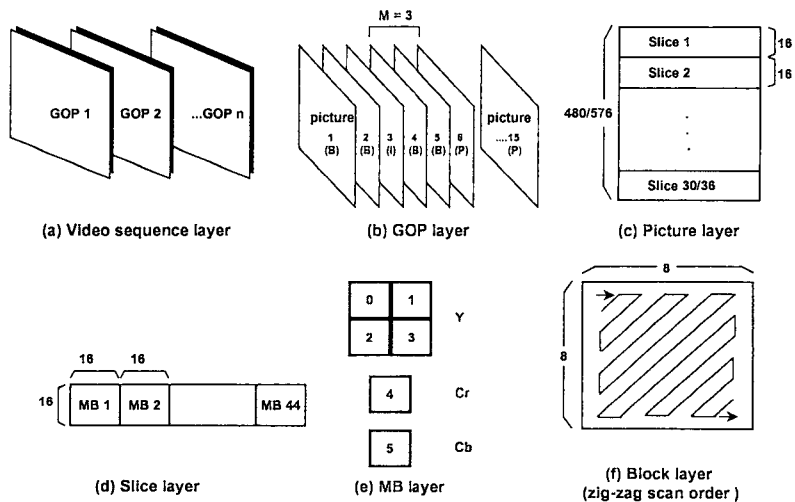 GOP 1
GOP 2
...GOP n
(a) Video sequence layer
M = 3
picture
1
(B)
2
(B)
3
(I)
4
(B)
5
(B)
6
(P)
picture
....15
(P)
(b) GOP layer
480/576
Slice 1
Slice 2
Slice 30/36
16
16
(c) Picture layer
16
16
16
MB 1
MB 2
MB 44
(d) Slice layer
0
1
2
3
Y
4
Cr
5
Cb
(e) MB layer
8
8
(f) Block layer
(zig-zag scan order )